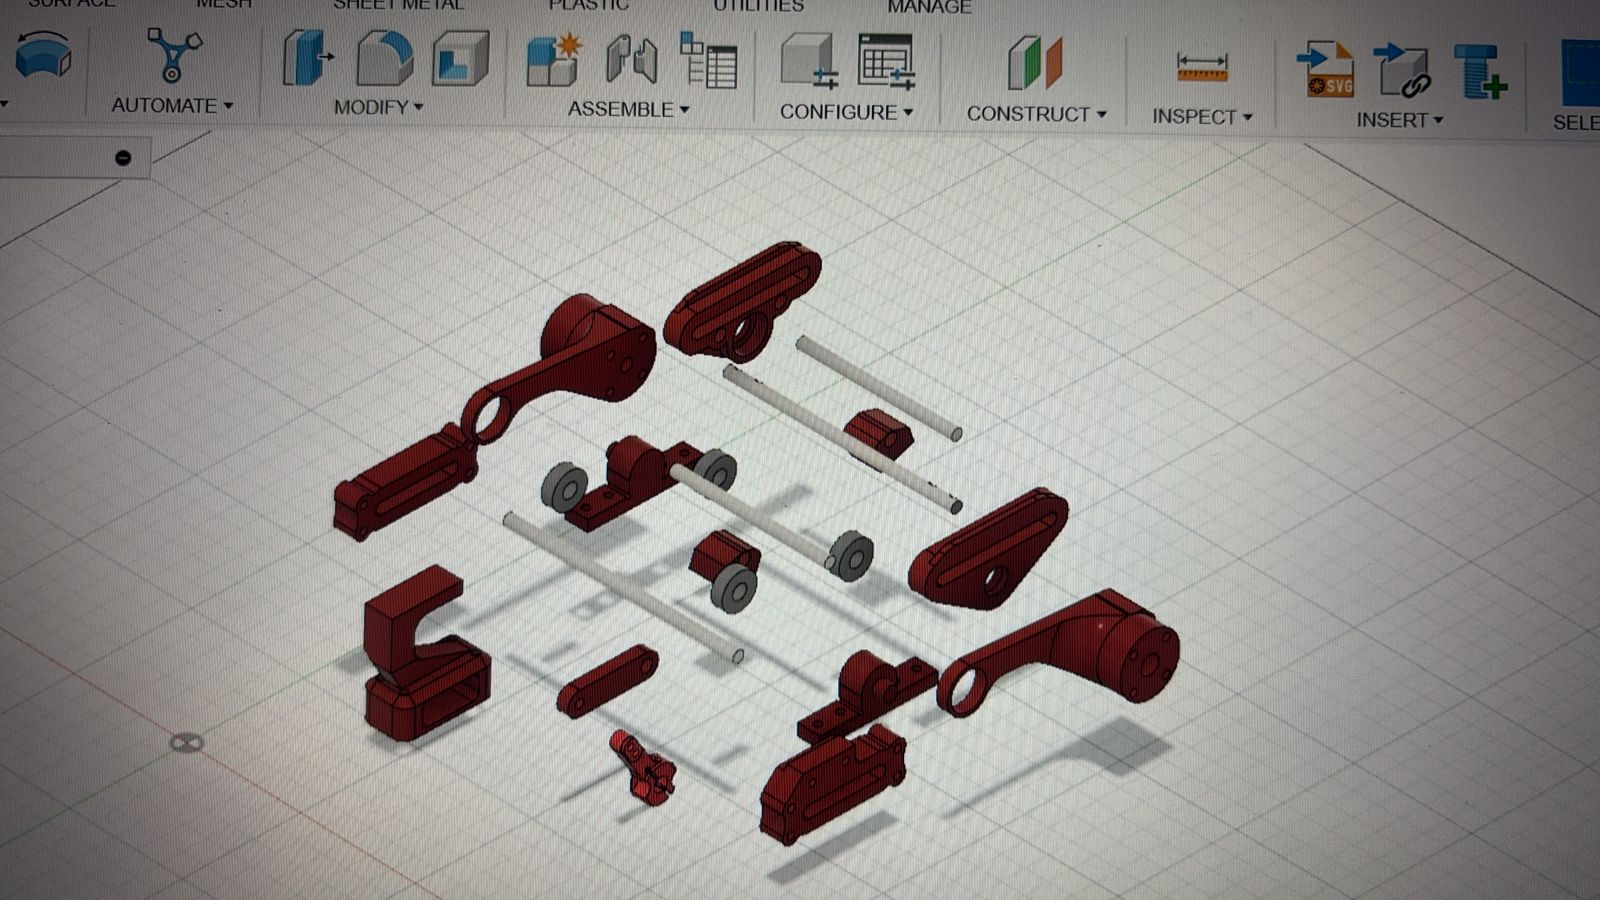 SURFACE MESH SHEET METAL PLASTIC UTILITIES MANAGE
AUTOMATE MODIFY ASSEMBLE CONFIGURE CONSTRUCT INSPECT INSERT SELE
SVG